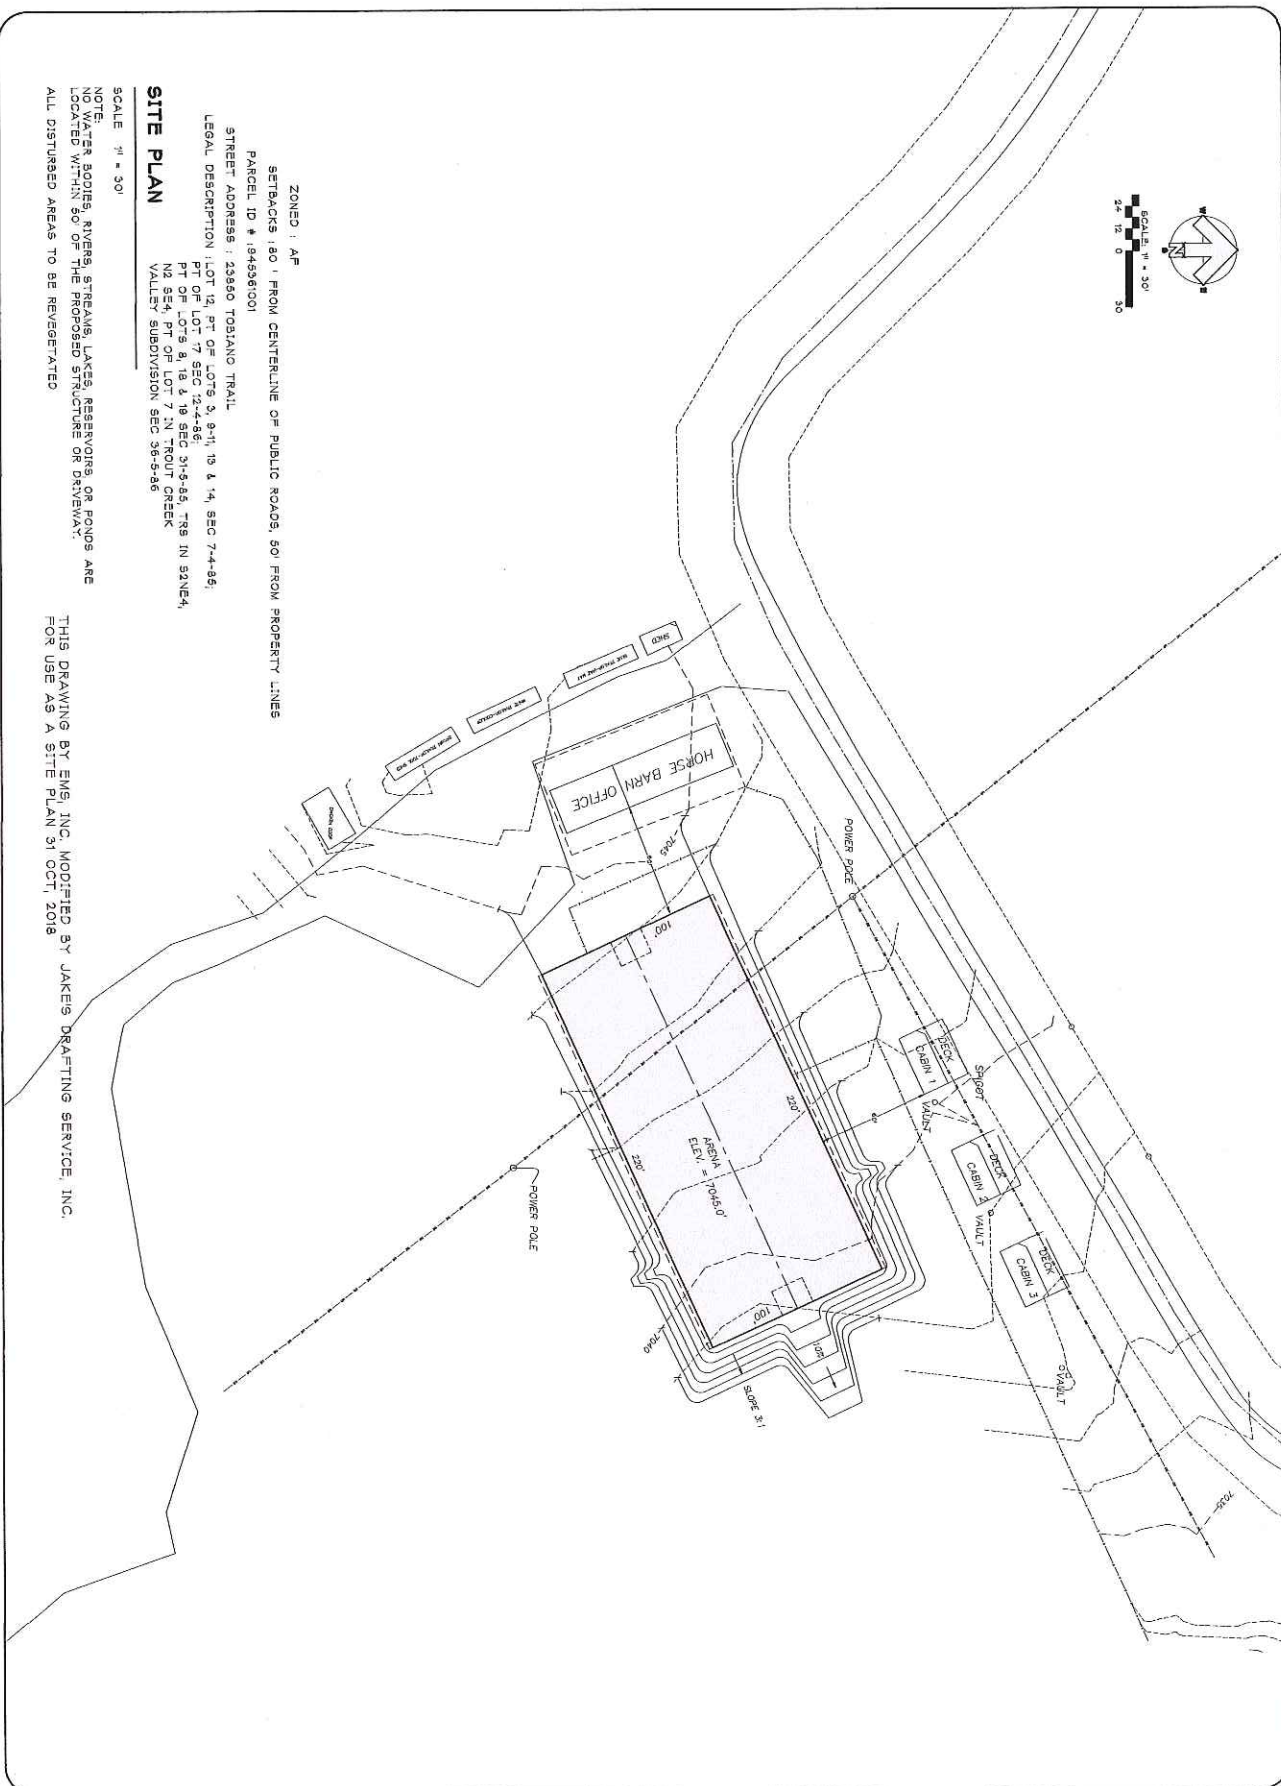 SCALE: 1" = 30'
24 12 0 30
W
N
E
S
ZONED : AF
SETBACKS : 80 ' FROM CENTERLINE OF PUBLIC ROADS, 50' FROM PROPERTY LINES
PARCEL ID # : 945361001
STREET ADDRESS : 23850 TOBIANO TRAIL
LEGAL DESCRIPTION : LOT 12, PT OF LOTS 3, 9-11, 13 & 14, SEC 7-4-85;
PT OF LOT 17 SEC 12-4-86;
PT OF LOTS 8, 18 & 19 SEC 31-5-85, TRS IN S2NE4,
N2 SE4, PT OF LOT 7 IN TROUT CREEK
VALLEY SUBDIVISION SEC 36-5-86
SITE PLAN
SCALE 1" = 30'
NOTE:
NO WATER BODIES, RIVERS, STREAMS, LAKES, RESERVOIRS, OR PONDS ARE
LOCATED WITHIN 50' OF THE PROPOSED STRUCTURE OR DRIVEWAY.
ALL DISTURBED AREAS TO BE REVEGETATED
THIS DRAWING BY EMS, INC. MODIFIED BY JAKE'S DRAFTING SERVICE, INC.
FOR USE AS A SITE PLAN 31 OCT, 2018
SHED
CHICKEN COOP
HORSE BARN OFFICE
7045
POWER POLE
100'
220'
ARENA
ELEV. = 7045.0'
220'
100'
10%
SLOPE 3:1
7040
POWER POLE
DECK
CABIN 1
SPIGOT
VAULT
DECK
CABIN 2
VAULT
DECK
CABIN 3
VAULT
7035